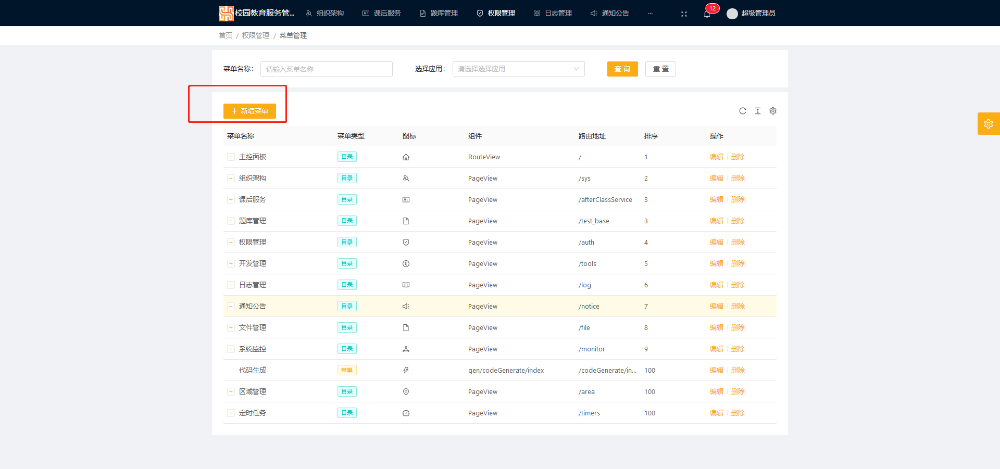 校园教育服务管... 组织架构 课后服务 题库管理 权限管理 日志管理 通知公告 ... 12 超级管理员
首页 / 权限管理 / 菜单管理
菜单名称: 请输入菜单名称 选择应用: 请选择选择应用 查 询 重 置
新增菜单
菜单名称 菜单类型 图标 组件 路由地址 排序 操作
主控面板 目录 RouteView / 1 编辑 删除
组织架构 目录 PageView /sys 2 编辑 删除
课后服务 目录 PageView /afterClassService 3 编辑 删除
题库管理 目录 PageView /test_base 3 编辑 删除
权限管理 目录 PageView /auth 4 编辑 删除
开发管理 目录 PageView /tools 5 编辑 删除
日志管理 目录 PageView /log 6 编辑 删除
通知公告 目录 PageView /notice 7 编辑 删除
文件管理 目录 PageView /file 8 编辑 删除
系统监控 目录 PageView /monitor 9 编辑 删除
代码生成 菜单 gen/codeGenerate/index /codeGenerate/in... 100 编辑 删除
区域管理 目录 PageView /area 100 编辑 删除
定时任务 目录 PageView /timers 100 编辑 删除